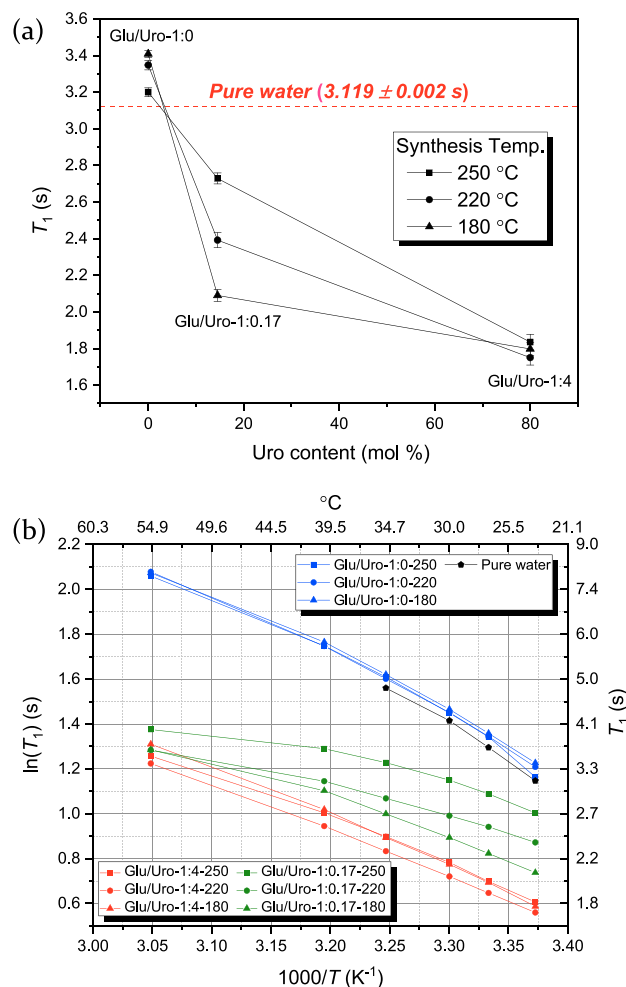 (a)
3.6
3.4
3.2
3.0
2.8
2.6
2.4
2.2
2.0
1.8
1.6
T1 (s)
Glu/Uro-1:0
Pure water (3.119 ± 0.002 s)
Synthesis Temp.
250 °C
220 °C
180 °C
Glu/Uro-1:0.17
Glu/Uro-1:4
0 20 40 60 80
Uro content (mol %)
(b)
°C
60.3 54.9 49.6 44.5 39.5 34.7 30.0 25.5 21.1
2.2
2.0
1.8
1.6
1.4
1.2
1.0
0.8
0.6
ln(T1) (s)
Glu/Uro-1:0-250 Pure water
Glu/Uro-1:0-220
Glu/Uro-1:0-180
9.0
7.4
6.0
5.0
4.1
3.3
2.7
2.2
1.8
T1 (s)
Glu/Uro-1:4-250 Glu/Uro-1:0.17-250
Glu/Uro-1:4-220 Glu/Uro-1:0.17-220
Glu/Uro-1:4-180 Glu/Uro-1:0.17-180
3.00 3.05 3.10 3.15 3.20 3.25 3.30 3.35 3.40
1000/T (K-1)